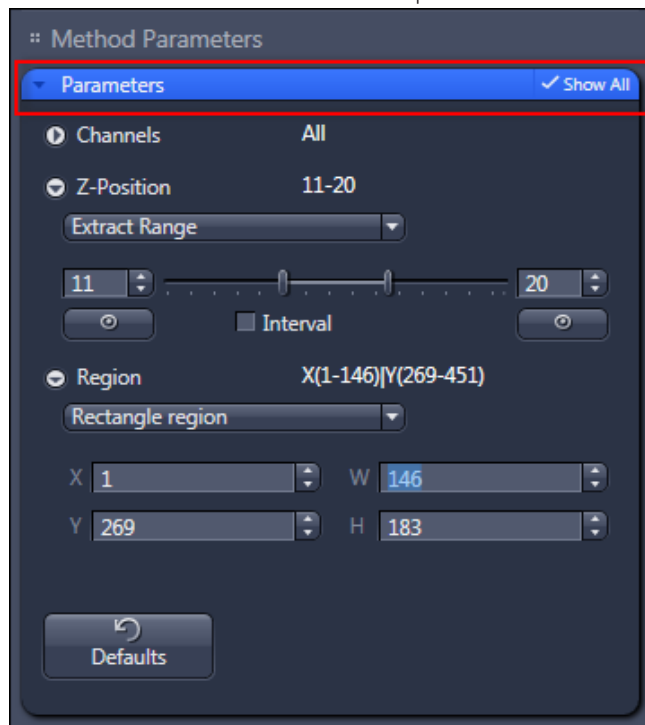 Method Parameters
Parameters Show All
Channels All
Z-Position 11-20
Extract Range
11 20
Interval
Region X(1-146)|Y(269-451)
Rectangle region
X 1 W 146
Y 269 H 183
Defaults